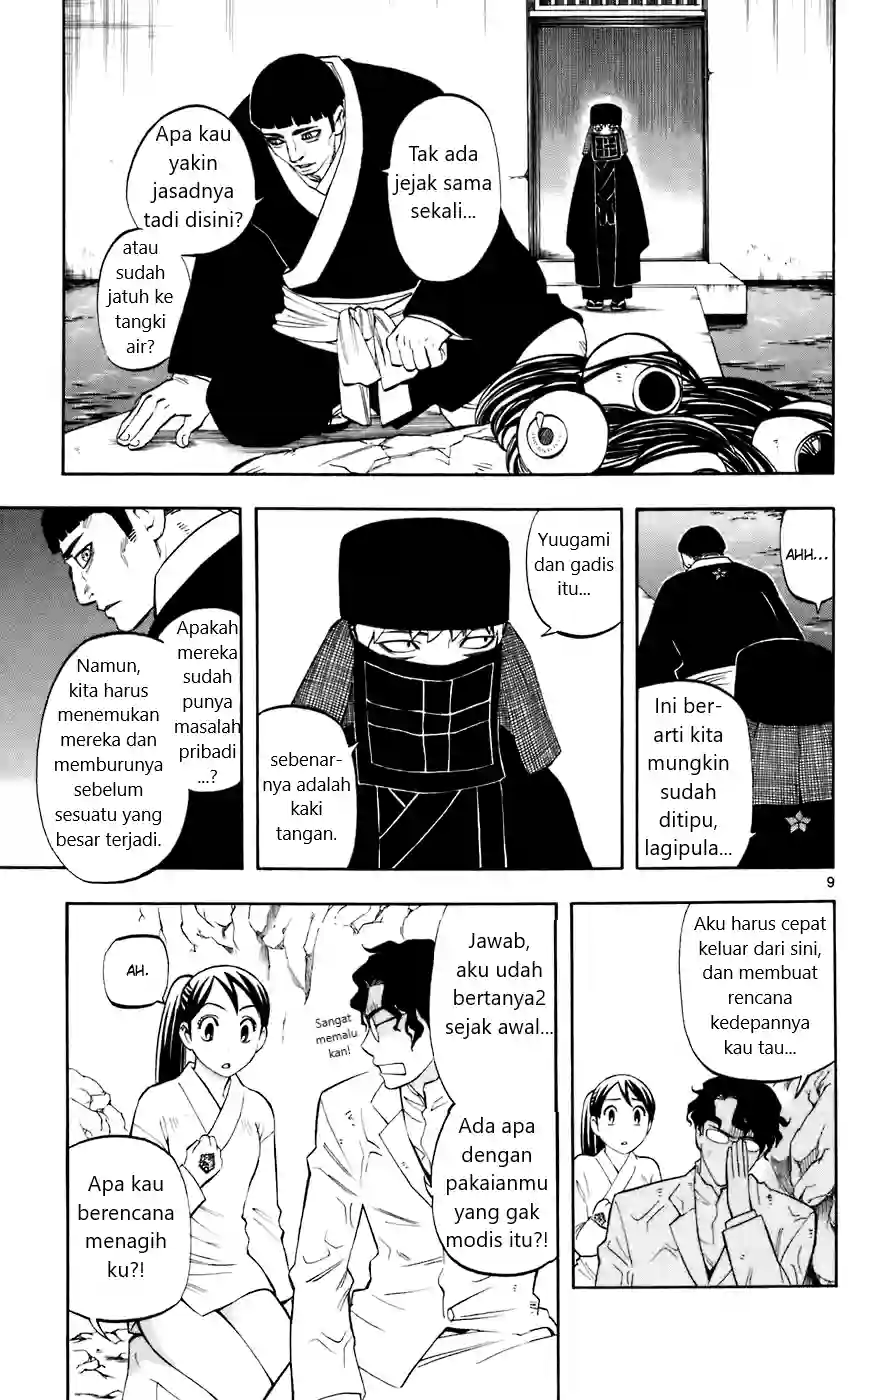 Tak ada
jejak sama
sekali...
Apa kau
yakin
jasadnya
tadi disini?
atau
sudah
jatuh ke
tangki
air?
AHH...
Ini ber-
arti kita
mungkin
sudah
ditipu,
lagipula...
Yuugami
dan gadis
itu...
sebenar-
nya adalah
kaki
tangan.
Apakah
mereka
sudah
punya
masalah
pribadi
...?
Namun,
kita harus
menemukan
mereka dan
memburunya
sebelum
sesuatu yang
besar terjadi.
9
Aku harus cepat
keluar dari sini,
dan membuat
rencana
kedepannya
kau tau...
Jawab,
aku udah
bertanya2
sejak awal...
Ada apa
dengan
pakaianmu
yang gak
modis itu?!
Sangat
memalu
kan!
AH.
Apa kau
berencana
menagih
ku?!